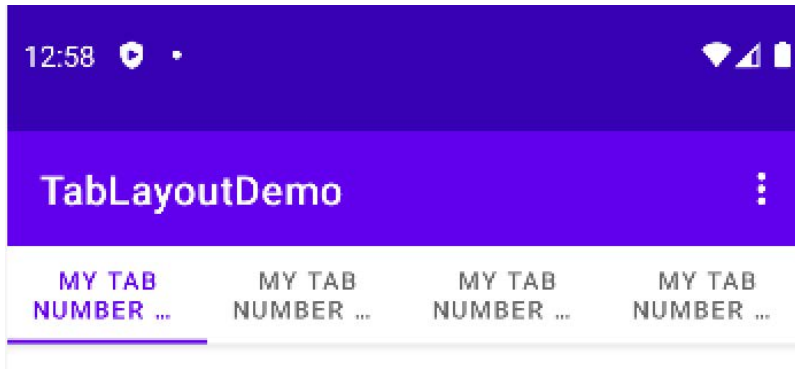 12:58
TabLayoutDemo
MY TAB MY TAB MY TAB MY TAB
NUMBER … NUMBER … NUMBER … NUMBER …